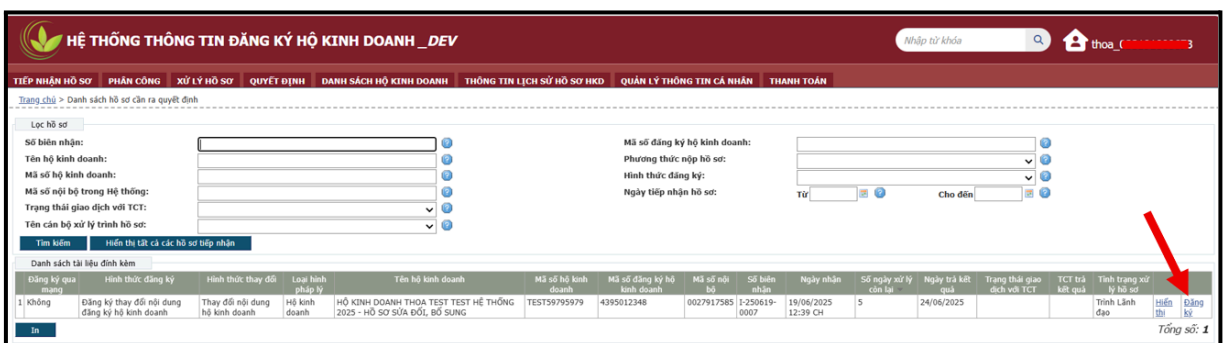 HỆ THỐNG THÔNG TIN ĐĂNG KÝ HỘ KINH DOANH _DEV
Nhập từ khóa
thoa_
TIẾP NHẬN HỒ SƠ PHÂN CÔNG XỬ LÝ HỒ SƠ QUYẾT ĐỊNH DANH SÁCH HỘ KINH DOANH THÔNG TIN LỊCH SỬ HỒ SƠ HKD QUẢN LÝ THÔNG TIN CÁ NHÂN THANH TOÁN
Trang chủ > Danh sách hồ sơ cần ra quyết định
Lọc hồ sơ
Số biên nhận: Mã số đăng ký hộ kinh doanh:
Tên hộ kinh doanh: Phương thức nộp hồ sơ:
Mã số hộ kinh doanh: Hình thức đăng ký:
Mã số nội bộ trong Hệ thống: Ngày tiếp nhận hồ sơ: Từ Cho đến
Trạng thái giao dịch với TCT:
Tên cán bộ xử lý trình hồ sơ:
Tìm kiếm Hiển thị tất cả các hồ sơ tiếp nhận
Danh sách tài liệu đính kèm
Đăng ký qua Hình thức đăng ký Hình thức thay đổi Loại hình Tên hộ kinh doanh Mã số hộ kinh Mã số đăng ký hộ Mã số nội Số biên Ngày nhận Số ngày xử lý Ngày trả kết Trạng thái giao TCT trả Tình trạng xử
mạng pháp lý doanh kinh doanh bộ nhận còn lại quả dịch với TCT kết quả lý hồ sơ
1 Không Đăng ký thay đổi nội dung Thay đổi nội dung Hộ kinh HỘ KINH DOANH THOA TEST TEST HỆ THỐNG TEST59795979 4395012348 0027917585 I-250619- 19/06/2025 5 24/06/2025 Trình Lãnh Hiển Đăng
đăng ký hộ kinh doanh hộ kinh doanh doanh 2025 - HỒ SƠ SỬA ĐỔI, BỔ SUNG 0007 12:39 CH đạo thị ký
In Tổng số: 1